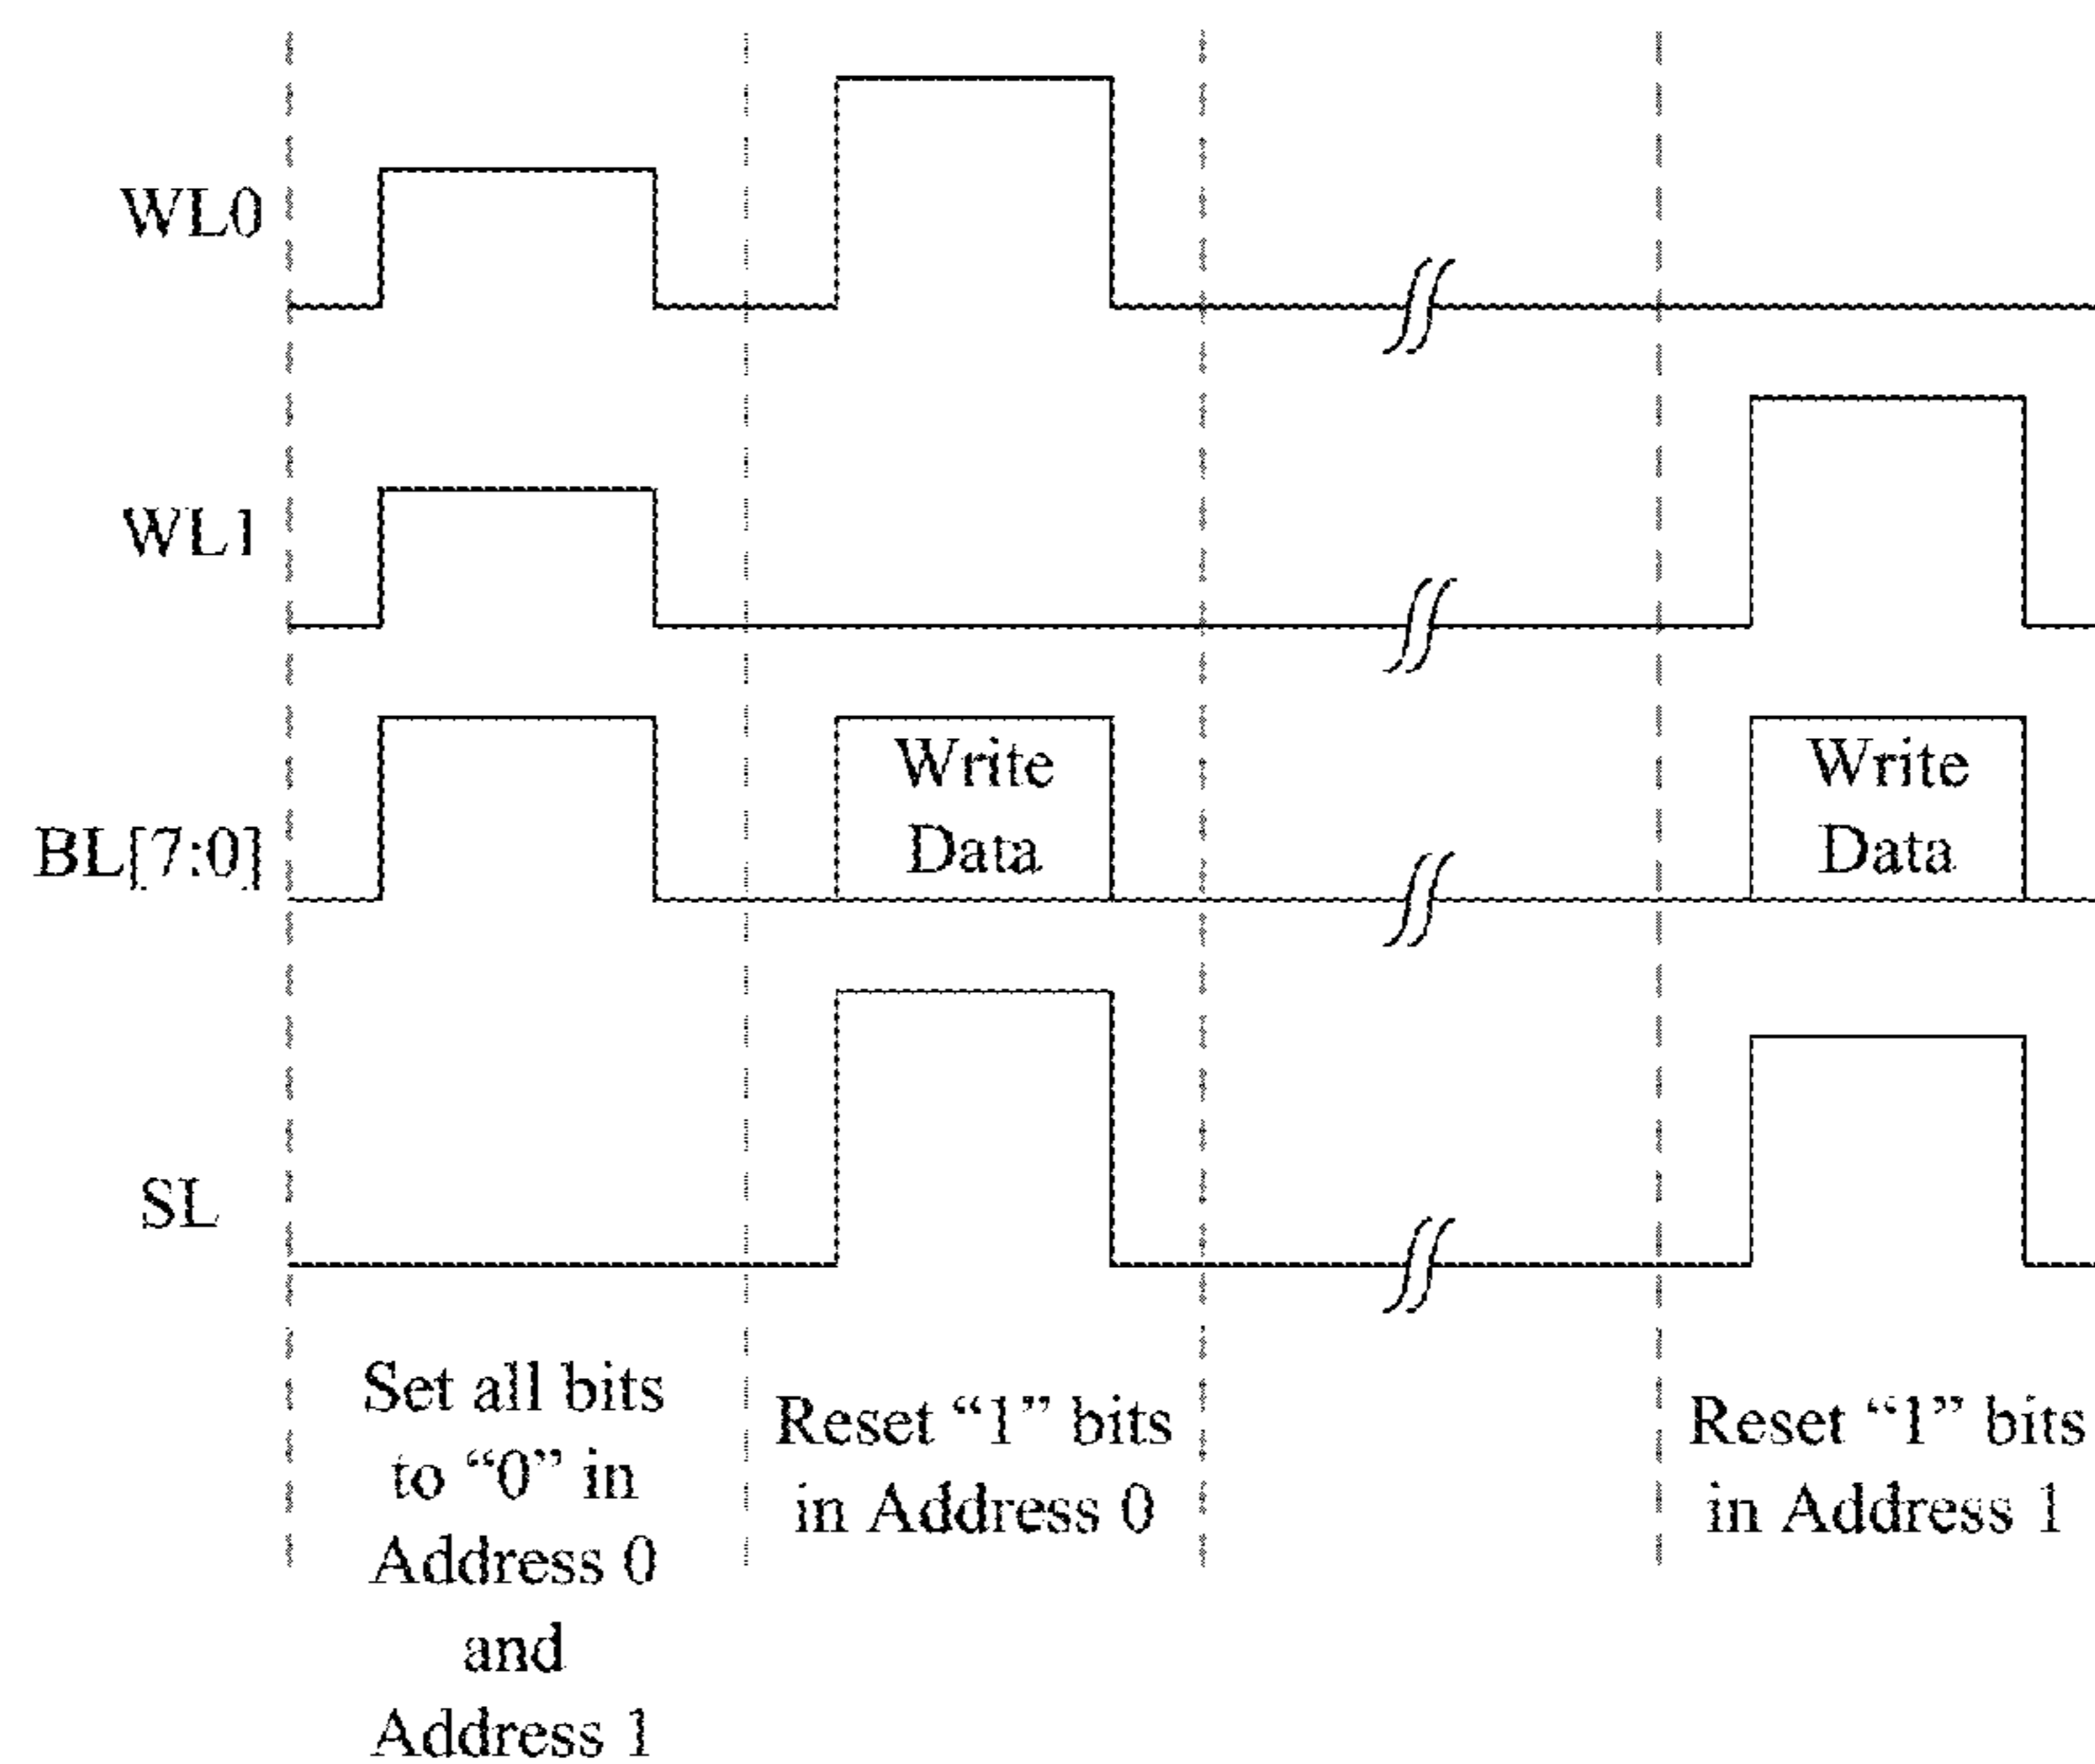 WL0
WL1
BL[7:0]
Write
Data
Write
Data
SL
Set all bits
to “0” in
Address 0
and
Address 1
Reset “1” bits
in Address 0
Reset “1” bits
in Address 1